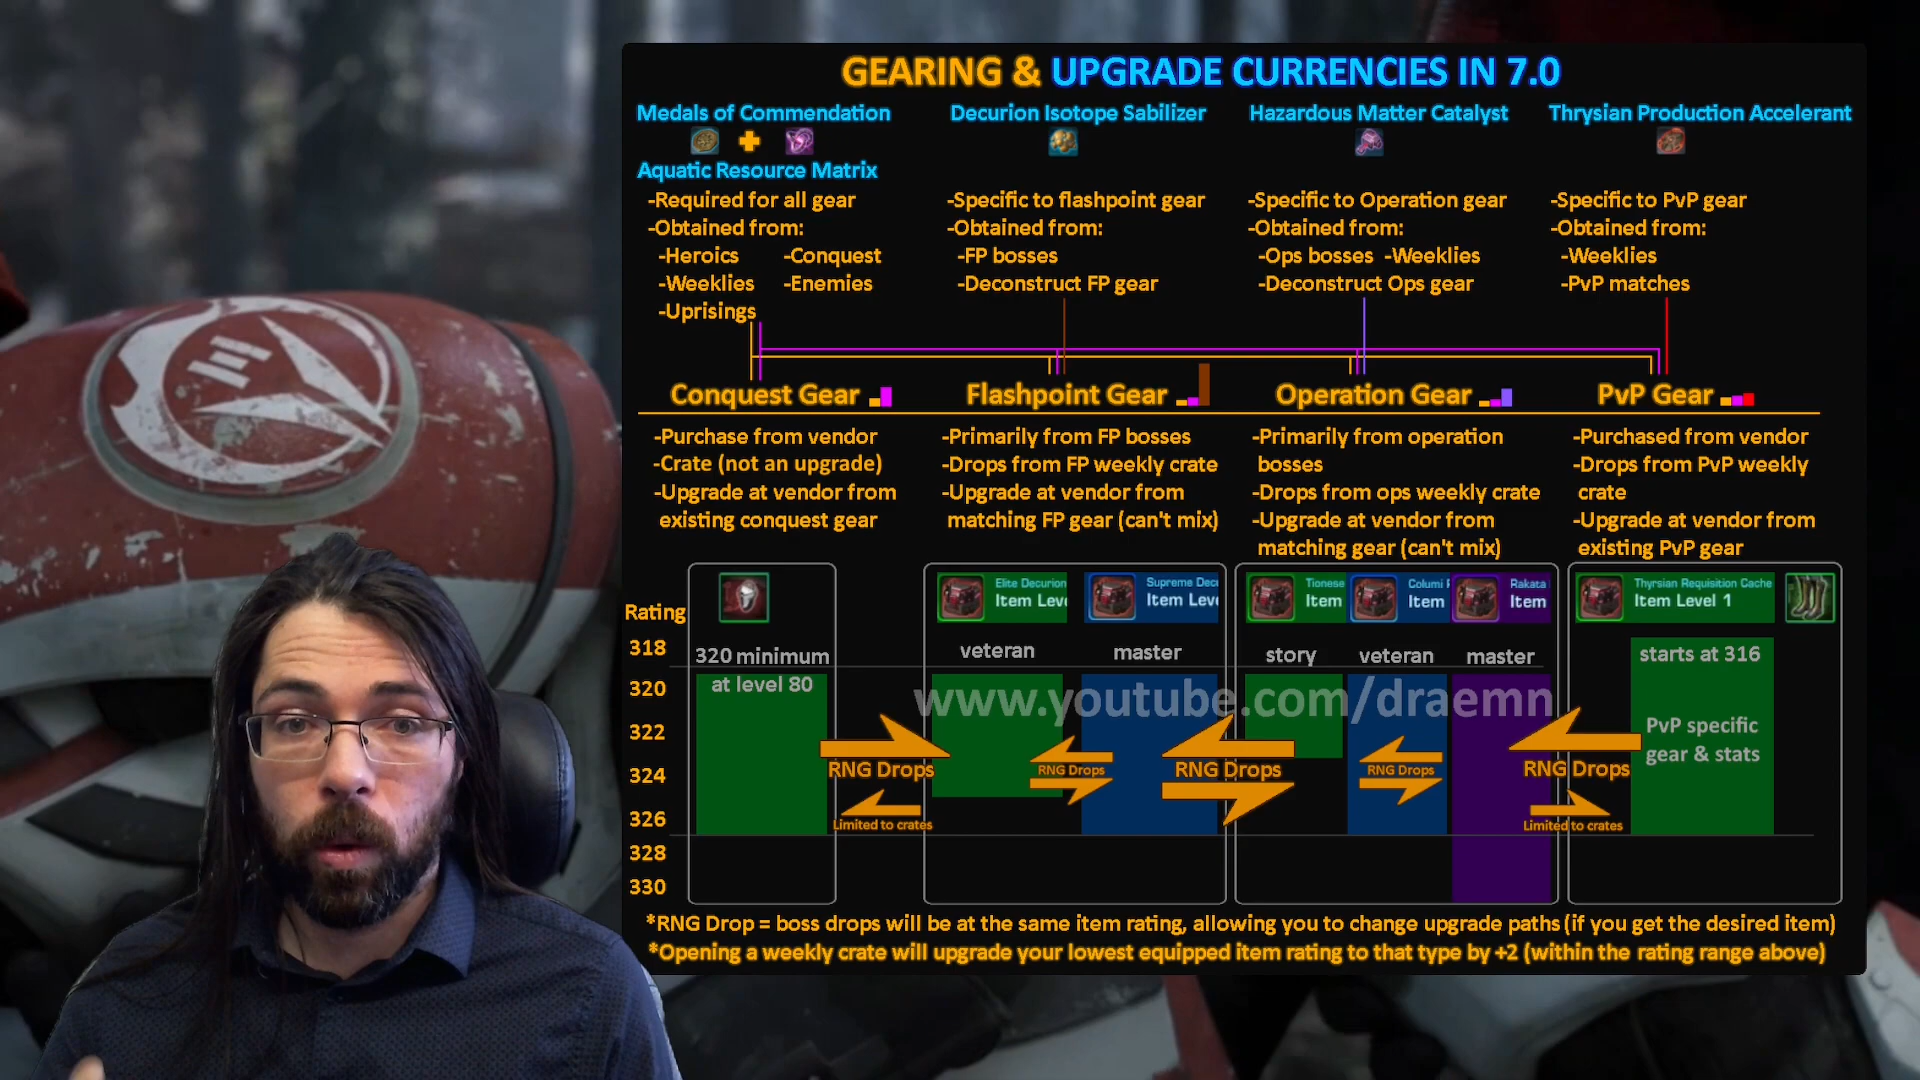 GEARING & UPGRADE CURRENCIES IN 7.0
Medals of Commendation
Aquatic Resource Matrix
-Required for all gear
-Obtained from:
-Heroics -Conquest
-Weeklies -Enemies
-Uprisings
Decurion Isotope Sabilizer
-Specific to flashpoint gear
-Obtained from:
-FP bosses
-Deconstruct FP gear
Hazardous Matter Catalyst
-Specific to Operation gear
-Obtained from:
-Ops bosses -Weeklies
-Deconstruct Ops gear
Thrysian Production Accelerant
-Specific to PvP gear
-Obtained from:
-Weeklies
-PvP matches
Conquest Gear
-Purchase from vendor
-Crate (not an upgrade)
-Upgrade at vendor from
existing conquest gear
Flashpoint Gear
-Primarily from FP bosses
-Drops from FP weekly crate
-Upgrade at vendor from
matching FP gear (can't mix)
Operation Gear
-Primarily from operation
bosses
-Drops from ops weekly crate
-Upgrade at vendor from
matching gear (can't mix)
PvP Gear
-Purchased from vendor
-Drops from PvP weekly
crate
-Upgrade at vendor from
existing PvP gear
Rating
318
320
322
324
326
328
330
320 minimum
at level 80
Elite Decurion
Item Lev
veteran
Supreme Dec
Item Lev
master
Tionese
Item
story
Columi
Item
veteran
Rakata
Item
master
Thyrsian Requisition Cache
Item Level 1
starts at 316
PvP specific
gear & stats
www.youtube.com/draemn
RNG Drops
Limited to crates
RNG Drops
RNG Drops
RNG Drops
RNG Drops
Limited to crates
*RNG Drop = boss drops will be at the same item rating, allowing you to change upgrade paths (if you get the desired item)
*Opening a weekly crate will upgrade your lowest equipped item rating to that type by +2 (within the rating range above)